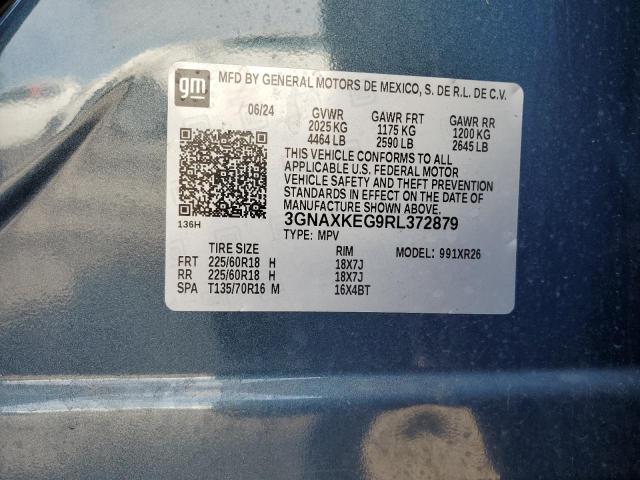 gm
MFD BY GENERAL MOTORS DE MEXICO, S. DE R.L. DE C.V.
06/24 GVWR GAWR FRT GAWR RR
2025 KG 1175 KG 1200 KG
4464 LB 2590 LB 2645 LB
THIS VEHICLE CONFORMS TO ALL
APPLICABLE U.S. FEDERAL MOTOR
VEHICLE SAFETY AND THEFT PREVENTION
STANDARDS IN EFFECT ON THE DATE OF
MANUFACTURE SHOWN ABOVE.
136H 3GNAXKEG9RL372879
TYPE: MPV
TIRE SIZE RIM MODEL: 991XR26
FRT 225/60R18 H 18X7J
RR 225/60R18 H 18X7J
SPA T135/70R16 M 16X4BT